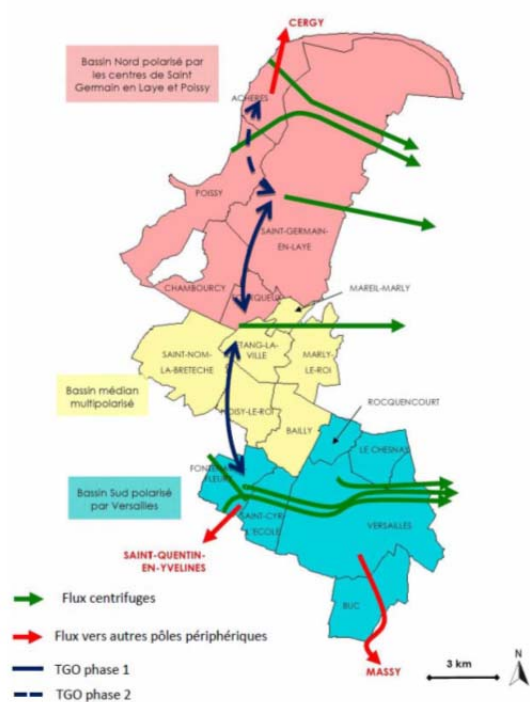 CERGY
Bassin Nord polarisé par
les centres de Saint
Germain en Laye et Poissy
ACHERES
POISSY
SAINT-GERMAIN-
EN-LAYE
CHAMBOURCY
MAREIL-MARLY
SAINT-NOM-
LA-BRETECHE
ETANG-LA-
VILLE
MARLY-
LE-ROI
Bassin médian
multipolarisé
NOISY-LE-ROI
BAILLY
ROCQUENCOURT
LE CHESNAY
Bassin Sud polarisé
par Versailles
SAINT-CYR-
L'ECOLE
VERSAILLES
SAINT-QUENTIN-
EN-YVELINES
BUC
MASSY
Flux centrifuges
Flux vers autres pôles périphériques
TGO phase 1
TGO phase 2
3 km
N